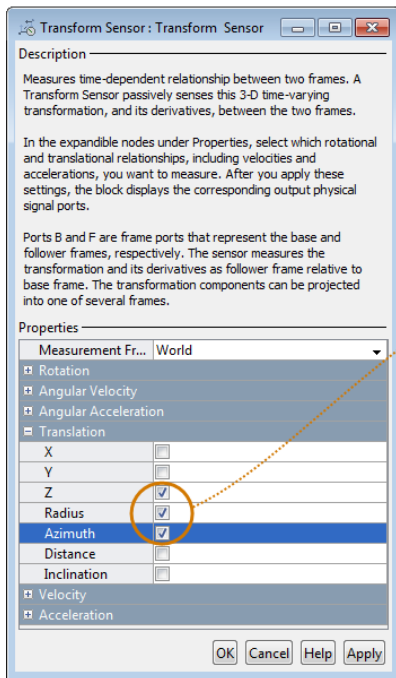 Transform Sensor : Transform Sensor
Description
Measures time-dependent relationship between two frames. A
Transform Sensor passively senses this 3-D time-varying
transformation, and its derivatives, between the two frames.
In the expandible nodes under Properties, select which rotational
and translational relationships, including velocities and
accelerations, you want to measure. After you apply these
settings, the block displays the corresponding output physical
signal ports.
Ports B and F are frame ports that represent the base and
follower frames, respectively. The sensor measures the
transformation and its derivatives as follower frame relative to
base frame. The transformation components can be projected
into one of several frames.
Properties
Measurement Fr... World
Rotation
Angular Velocity
Angular Acceleration
Translation
X
Y
Z
Radius
Azimuth
Distance
Inclination
Velocity
Acceleration
OK Cancel Help Apply